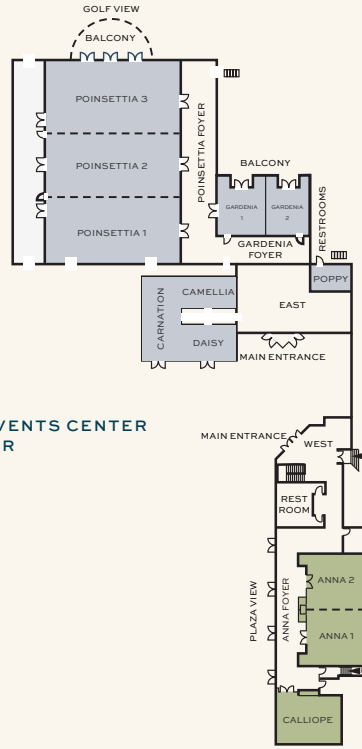 GOLF VIEW
BALCONY
POINSETTIA 3
POINSETTIA 2
POINSETTIA 1
POINSETTIA FOYER
BALCONY
GARDENIA
1
GARDENIA
2
GARDENIA
FOYER
RESTROOMS
POPPY
CARNATION
CAMELLIA
DAISY
EAST
MAIN ENTRANCE
VENTS CENTER
R
MAIN ENTRANCE
WEST
REST
ROOM
PLAZA VIEW
ANNA FOYER
ANNA 2
ANNA 1
CALLIOPE